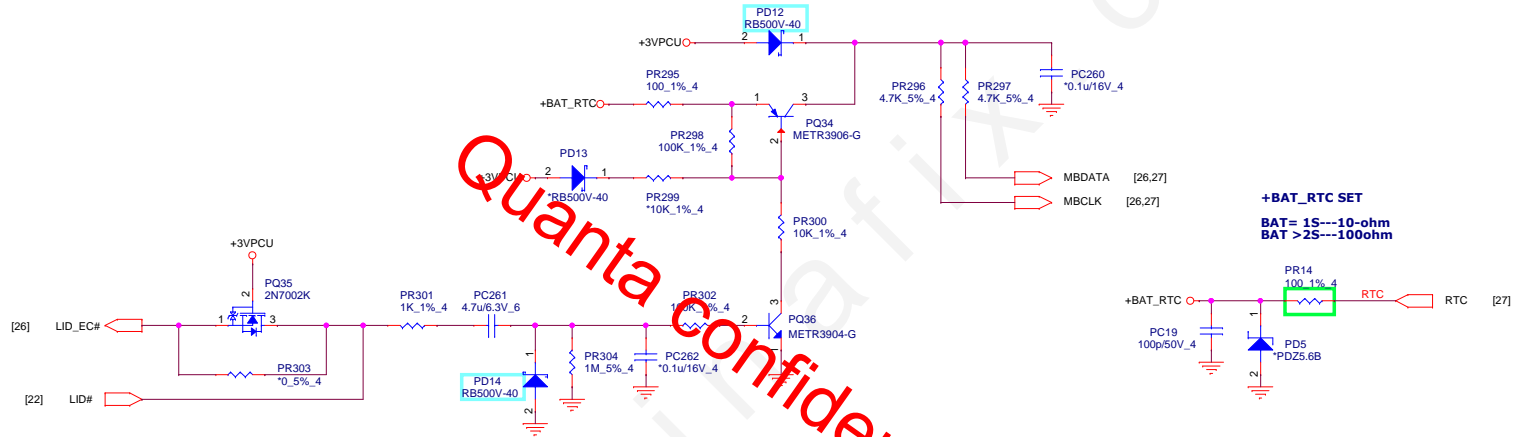 PD12
RB500V-40
+3VPCU
2
1
PR295
100_1%_4
+BAT_RTC
1
3
PQ34
METR3906-G
2
PR296
4.7K_5%_4
PR297
4.7K_5%_4
PC260
*0.1u/16V_4
PR298
100K_1%_4
PD13
2
1
*RB500V-40
PR299
*10K_1%_4
MBDATA [26,27]
MBCLK [26,27]
PR300
10K_1%_4
+BAT_RTC SET
BAT= 1S---10-ohm
BAT >2S---100ohm
+3VPCU
2
PQ35
2N7002K
[26] LID_EC#
1
3
PR301
1K_1%_4
PC261
4.7u/6.3V_6
PR302
2
3
PQ36
METR3904-G
1
PR303
*0_5%_4
[22] LID#
1
PD14
RB500V-40
2
PR304
1M_5%_4
PC262
*0.1u/16V_4
PR14
100_1%_4
+BAT_RTC
RTC
RTC [27]
PC19
100p/50V_4
1
PD5
*PDZ5.6B
2
Quanta